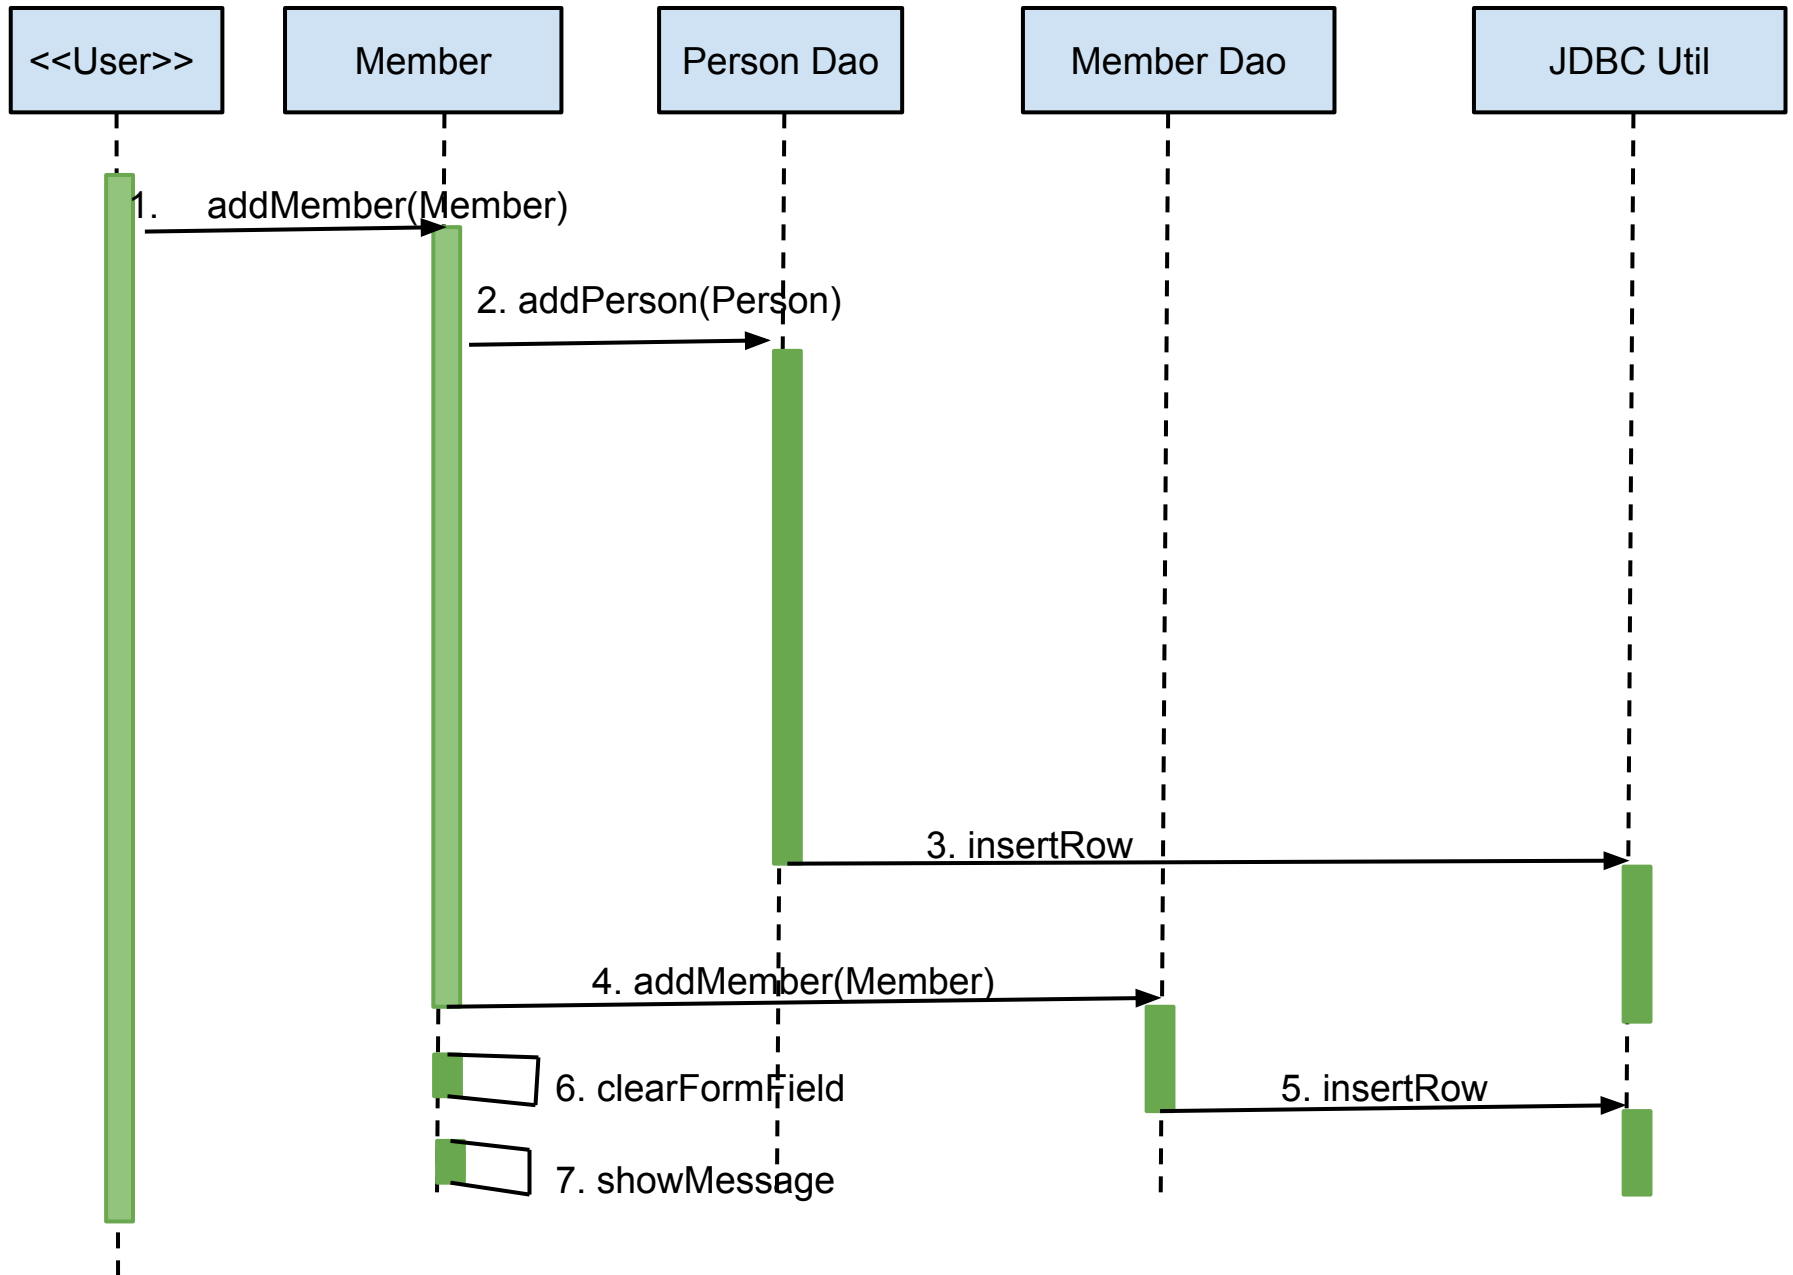 <<User>>
Member
Person Dao
Member Dao
JDBC Util
1. addMember(Member)
2. addPerson(Person)
3. insertRow
4. addMember(Member)
6. clearFormField
5. insertRow
7. showMessage